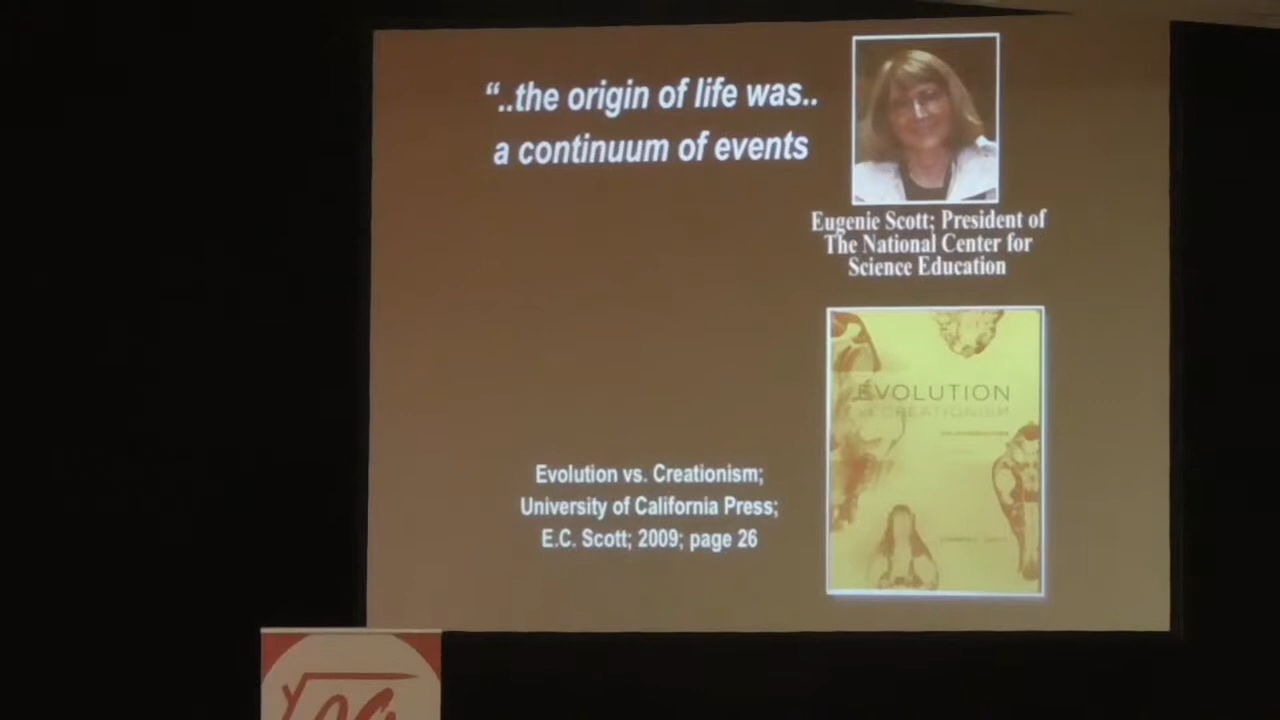 “..the origin of life was..
a continuum of events
Eugenie Scott; President of
The National Center for
Science Education
EVOLUTION
CREATIONISM
Evolution vs. Creationism;
University of California Press;
E.C. Scott; 2009; page 26